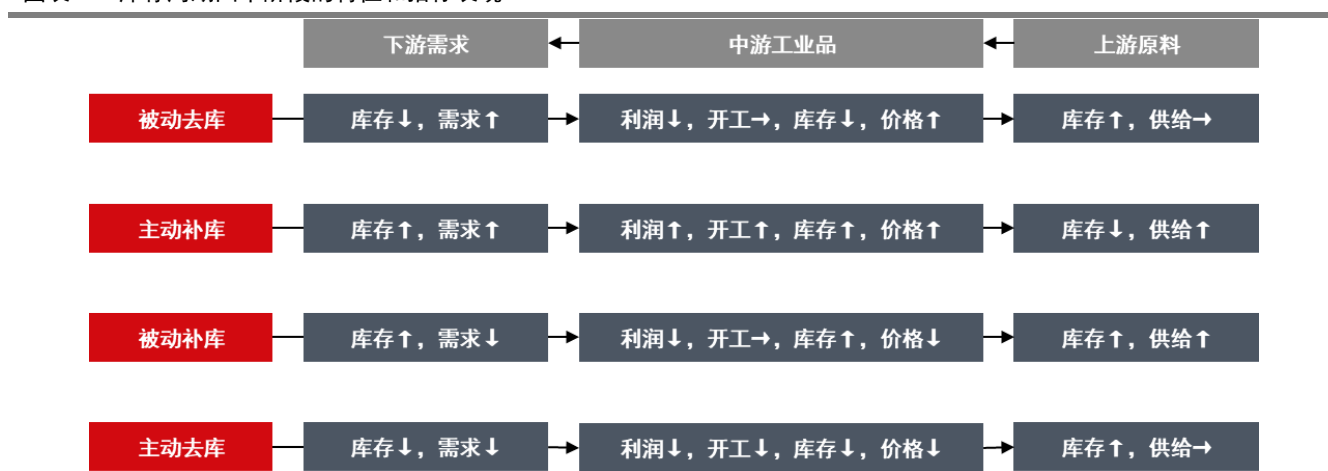 下游需求 中游工业品 上游原料
被动去库 库存↓，需求↑ 利润↓，开工→，库存↓，价格↑ 库存↑，供给→
主动补库 库存↑，需求↑ 利润↑，开工↑，库存↑，价格↑ 库存↓，供给↑
被动补库 库存↑，需求↓ 利润↓，开工→，库存↑，价格↓ 库存↑，供给↑
主动去库 库存↓，需求↓ 利润↓，开工↓，库存↓，价格↓ 库存↑，供给→